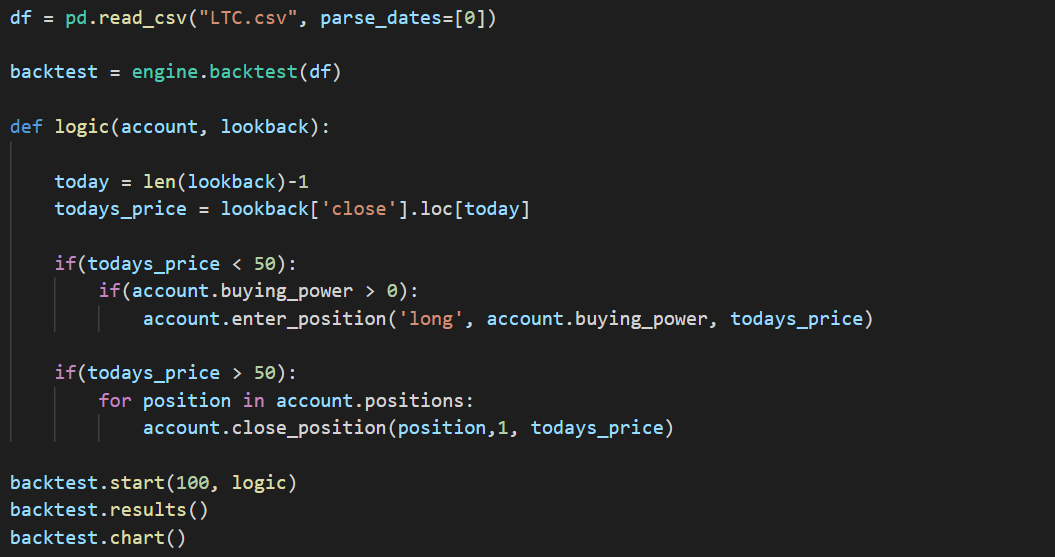 df = pd.read_csv("LTC.csv", parse_dates=[0])
backtest = engine.backtest(df)
def logic(account, lookback):
    today = len(lookback)-1
    todays_price = lookback['close'].loc[today]
    if(todays_price < 50):
        if(account.buying_power > 0):
            account.enter_position('long', account.buying_power, todays_price)
    if(todays_price > 50):
        for position in account.positions:
            account.close_position(position,1, todays_price)
backtest.start(100, logic)
backtest.results()
backtest.chart()